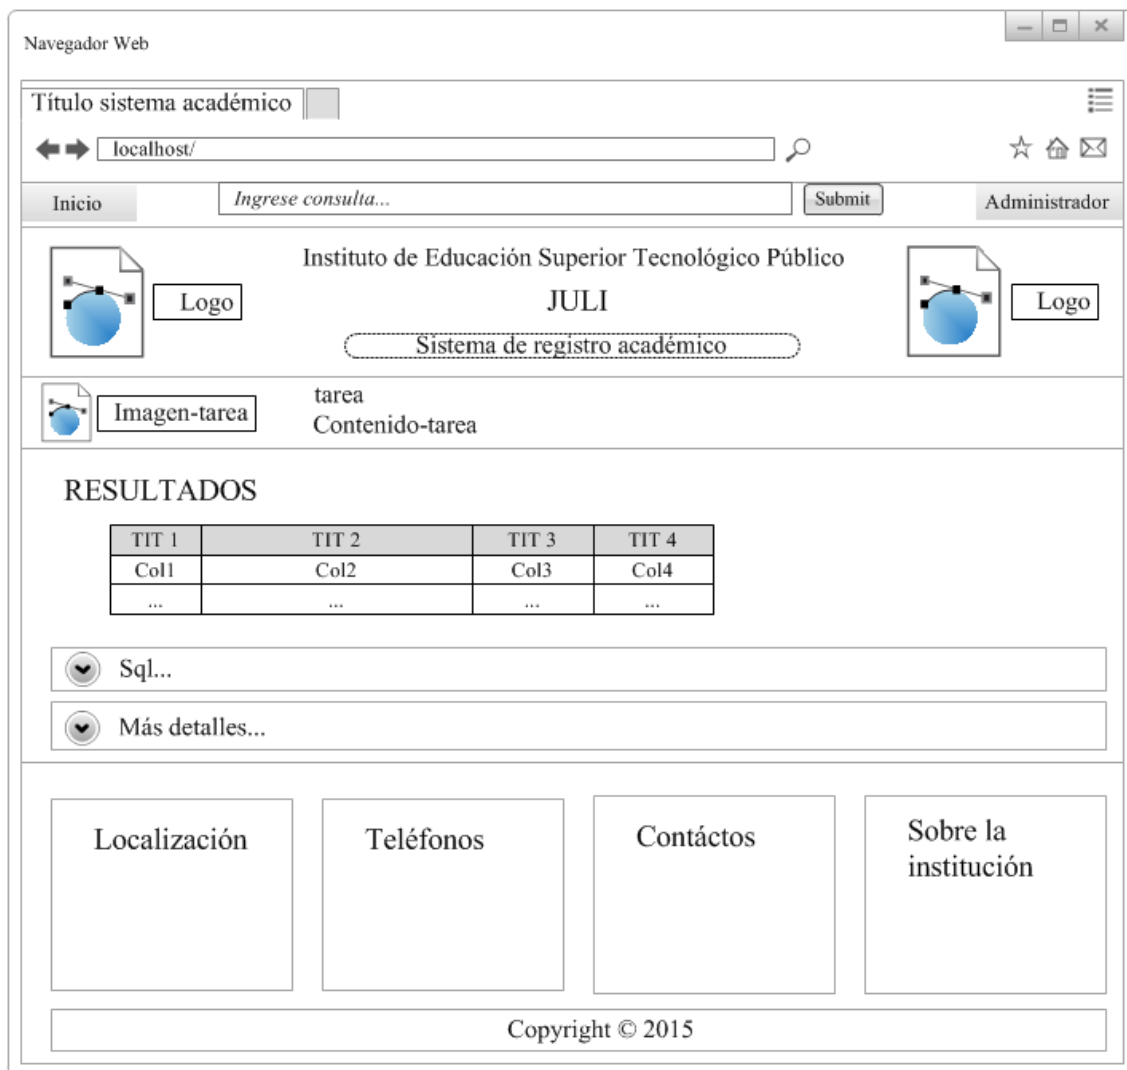 Navegador Web
Título sistema académico
localhost/
Inicio
Ingrese consulta...
Submit
Administrador
Logo
Instituto de Educación Superior Tecnológico Público
JULI
Sistema de registro académico
Logo
Imagen-tarea
tarea
Contenido-tarea
RESULTADOS
TIT 1 TIT 2 TIT 3 TIT 4
Col1 Col2 Col3 Col4
... ... ... ...
Sql...
Más detalles...
Localización
Teléfonos
Contáctos
Sobre la
institución
Copyright © 2015